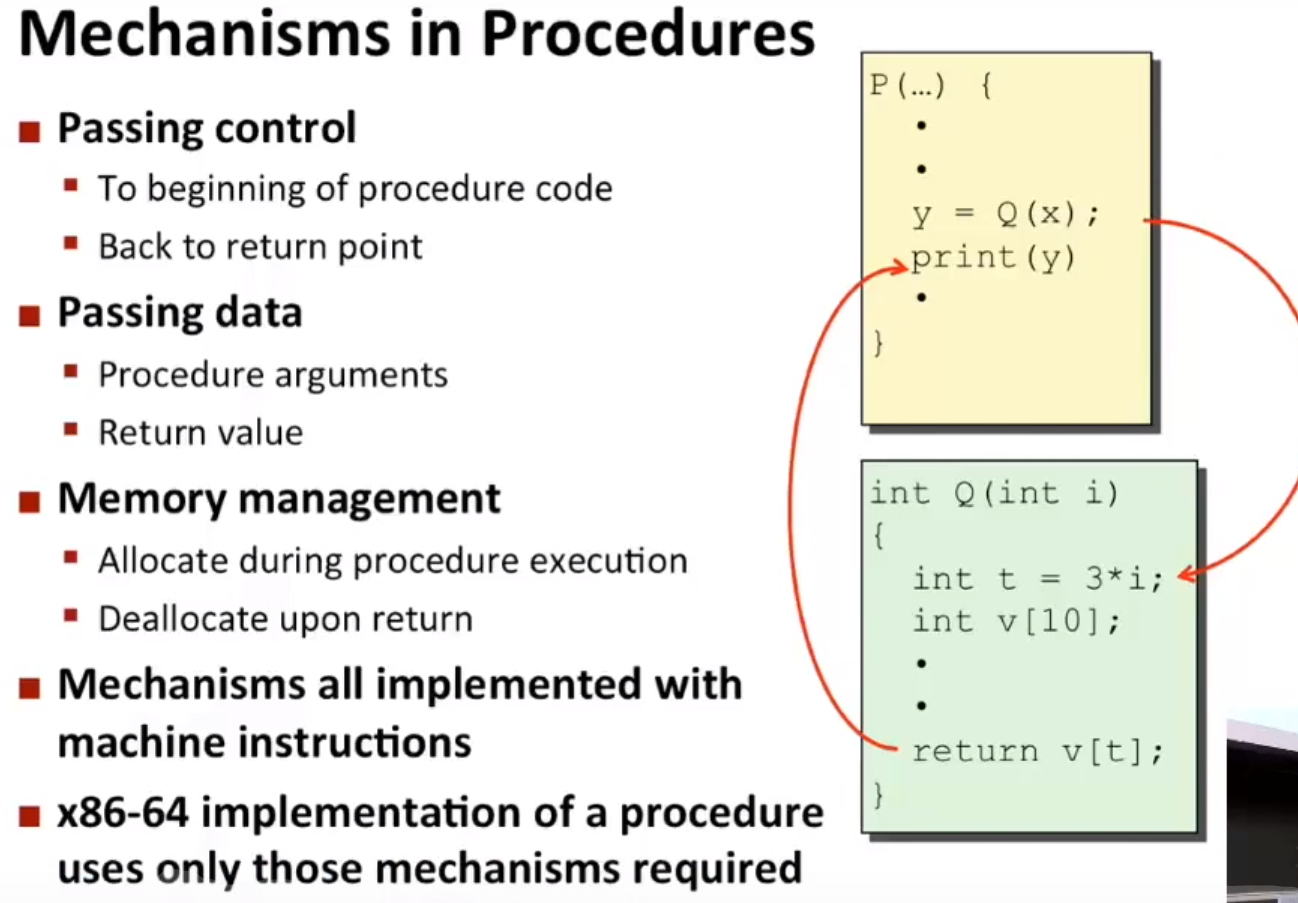 Mechanisms in Procedures
Passing control
To beginning of procedure code
Back to return point
Passing data
Procedure arguments
Return value
Memory management
Allocate during procedure execution
Deallocate upon return
Mechanisms all implemented with
machine instructions
x86-64 implementation of a procedure
uses only those mechanisms required
P(…) {
•
•
y = Q(x);
print(y)
•
}
int Q(int i)
{
int t = 3*i;
int v[10];
•
•
return v[t];
}